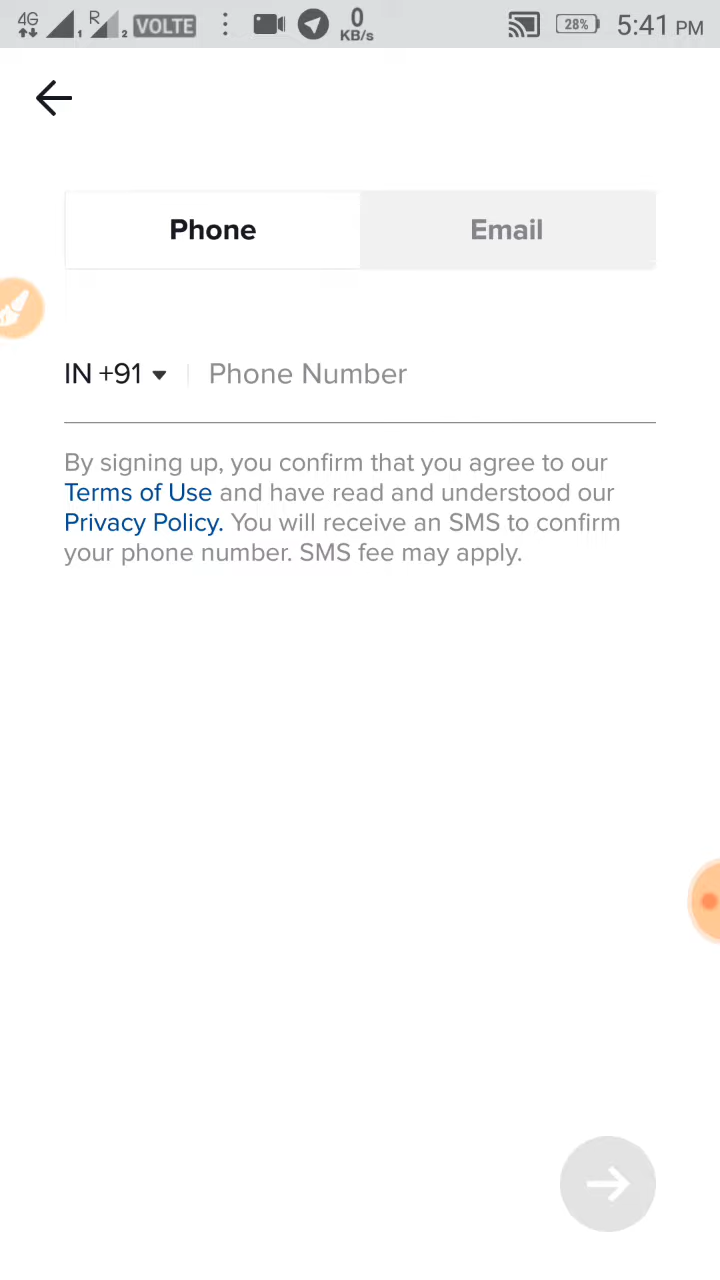 4G 1 R 2 VOLTE 0 KB/s 28% 5:41 PM
Phone Email
IN +91 Phone Number
By signing up, you confirm that you agree to our
Terms of Use and have read and understood our
Privacy Policy. You will receive an SMS to confirm
your phone number. SMS fee may apply.